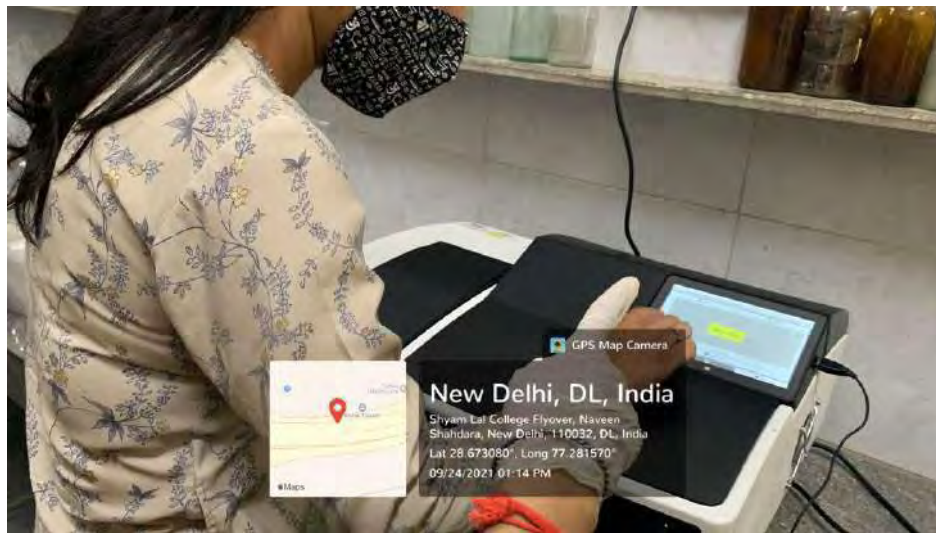 GPS Map Camera
New Delhi, DL, India
Shyam Lal College Flyover, Naveen
Shahdara, New Delhi, 110032, DL, India
Lat 28.673080°, Long 77.281570°
09/24/2021 01:14 PM
Maps